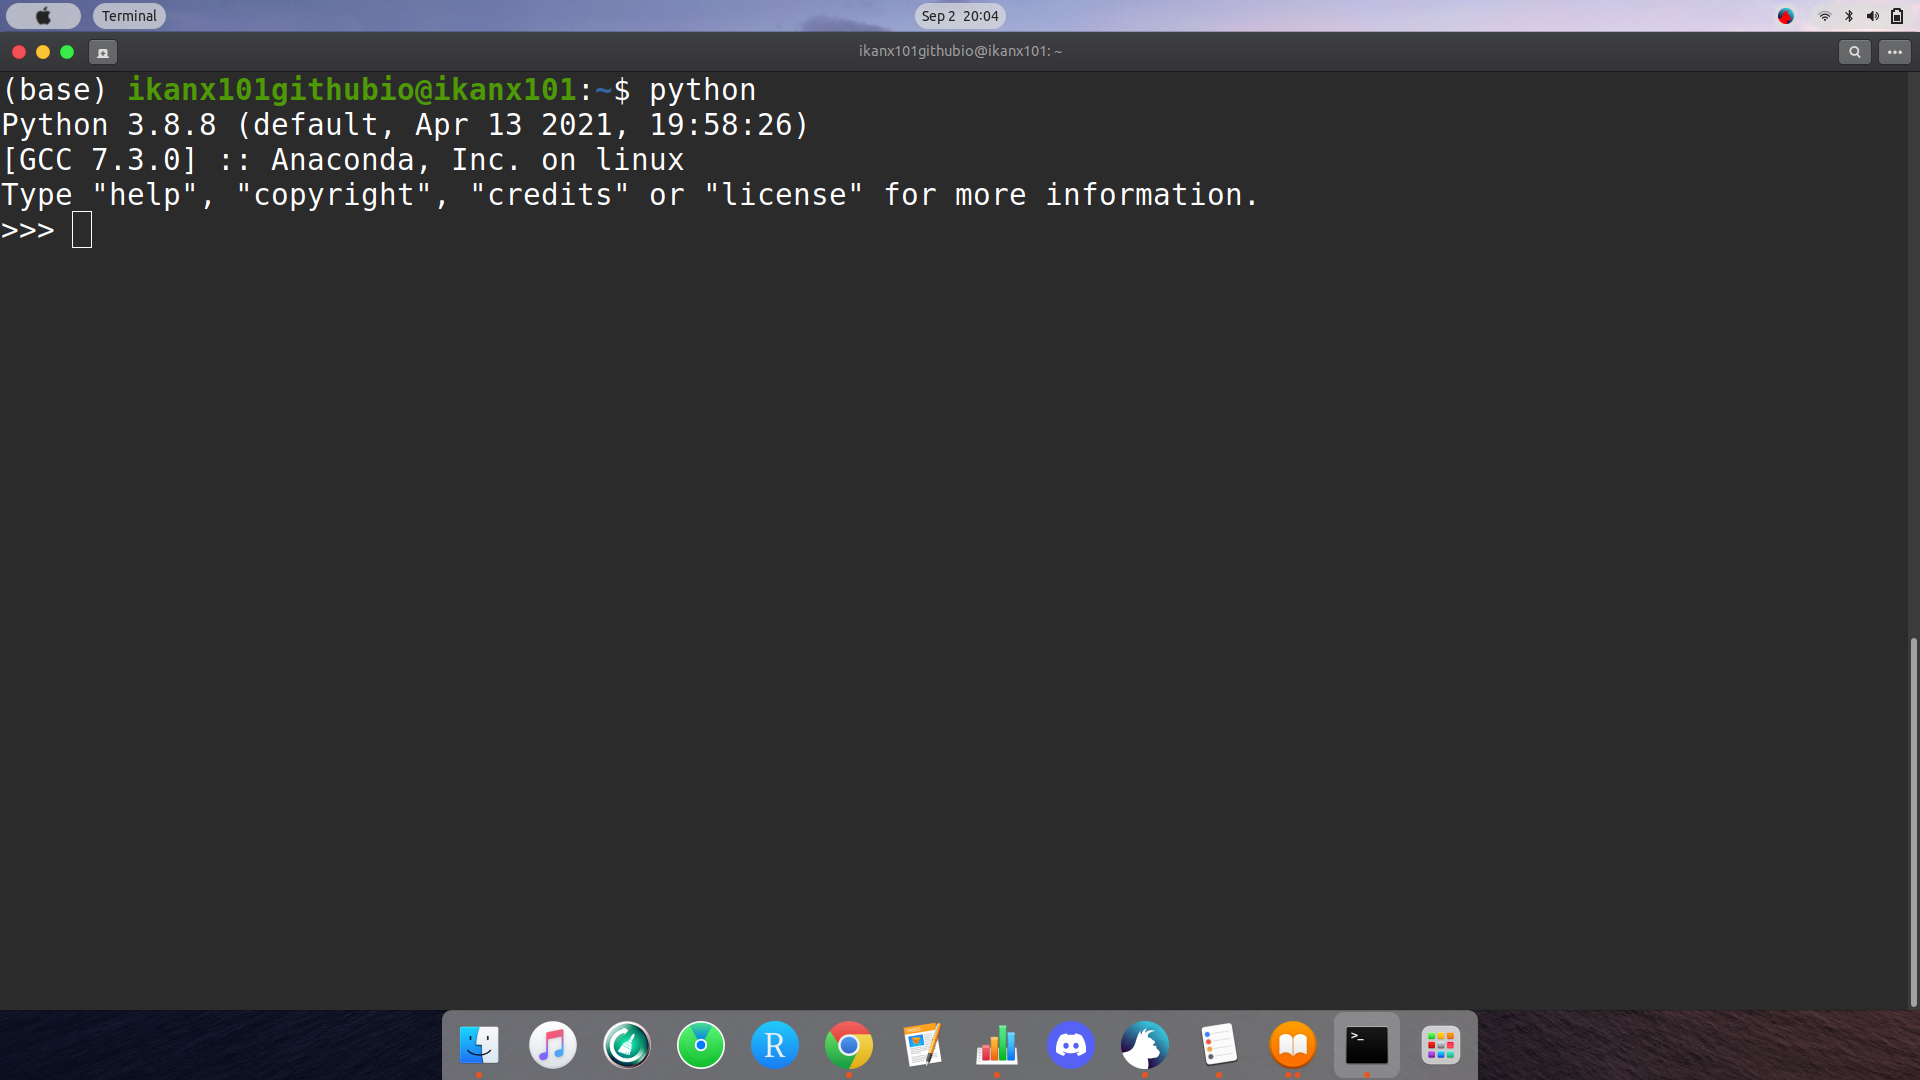 Terminal
Sep 2 20:04
ikanx101githubio@ikanx101: ~
(base) ikanx101githubio@ikanx101:~$ python
Python 3.8.8 (default, Apr 13 2021, 19:58:26)
[GCC 7.3.0] :: Anaconda, Inc. on linux
Type "help", "copyright", "credits" or "license" for more information.
>>>
R
>_